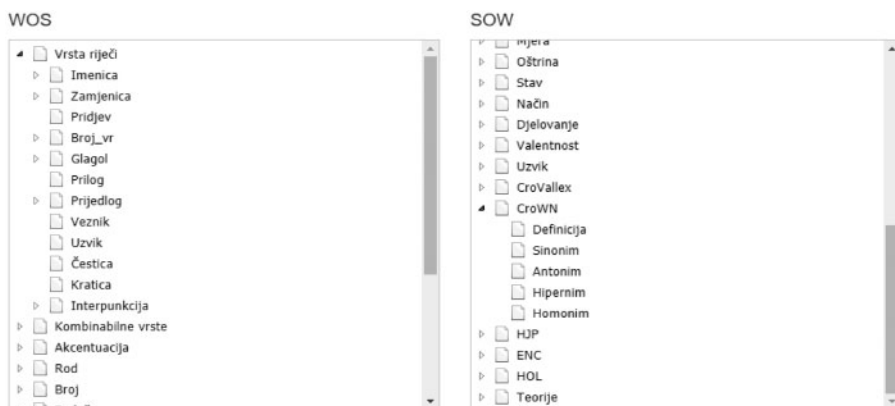 WOS
Vrsta riječi
Imenica
Zamjenica
Pridjev
Broj_vr
Glagol
Prilog
Prijedlog
Veznik
Uzvik
Čestica
Kratica
Interpunkcija
Kombinabilne vrste
Akcentuacija
Rod
Broj
SOW
Mjera
Oštrina
Stav
Način
Djelovanje
Valentnost
Uzvik
CroVallex
CroWN
Definicija
Sinonim
Antonim
Hipernim
Homonim
HJP
ENC
HOL
Teorije